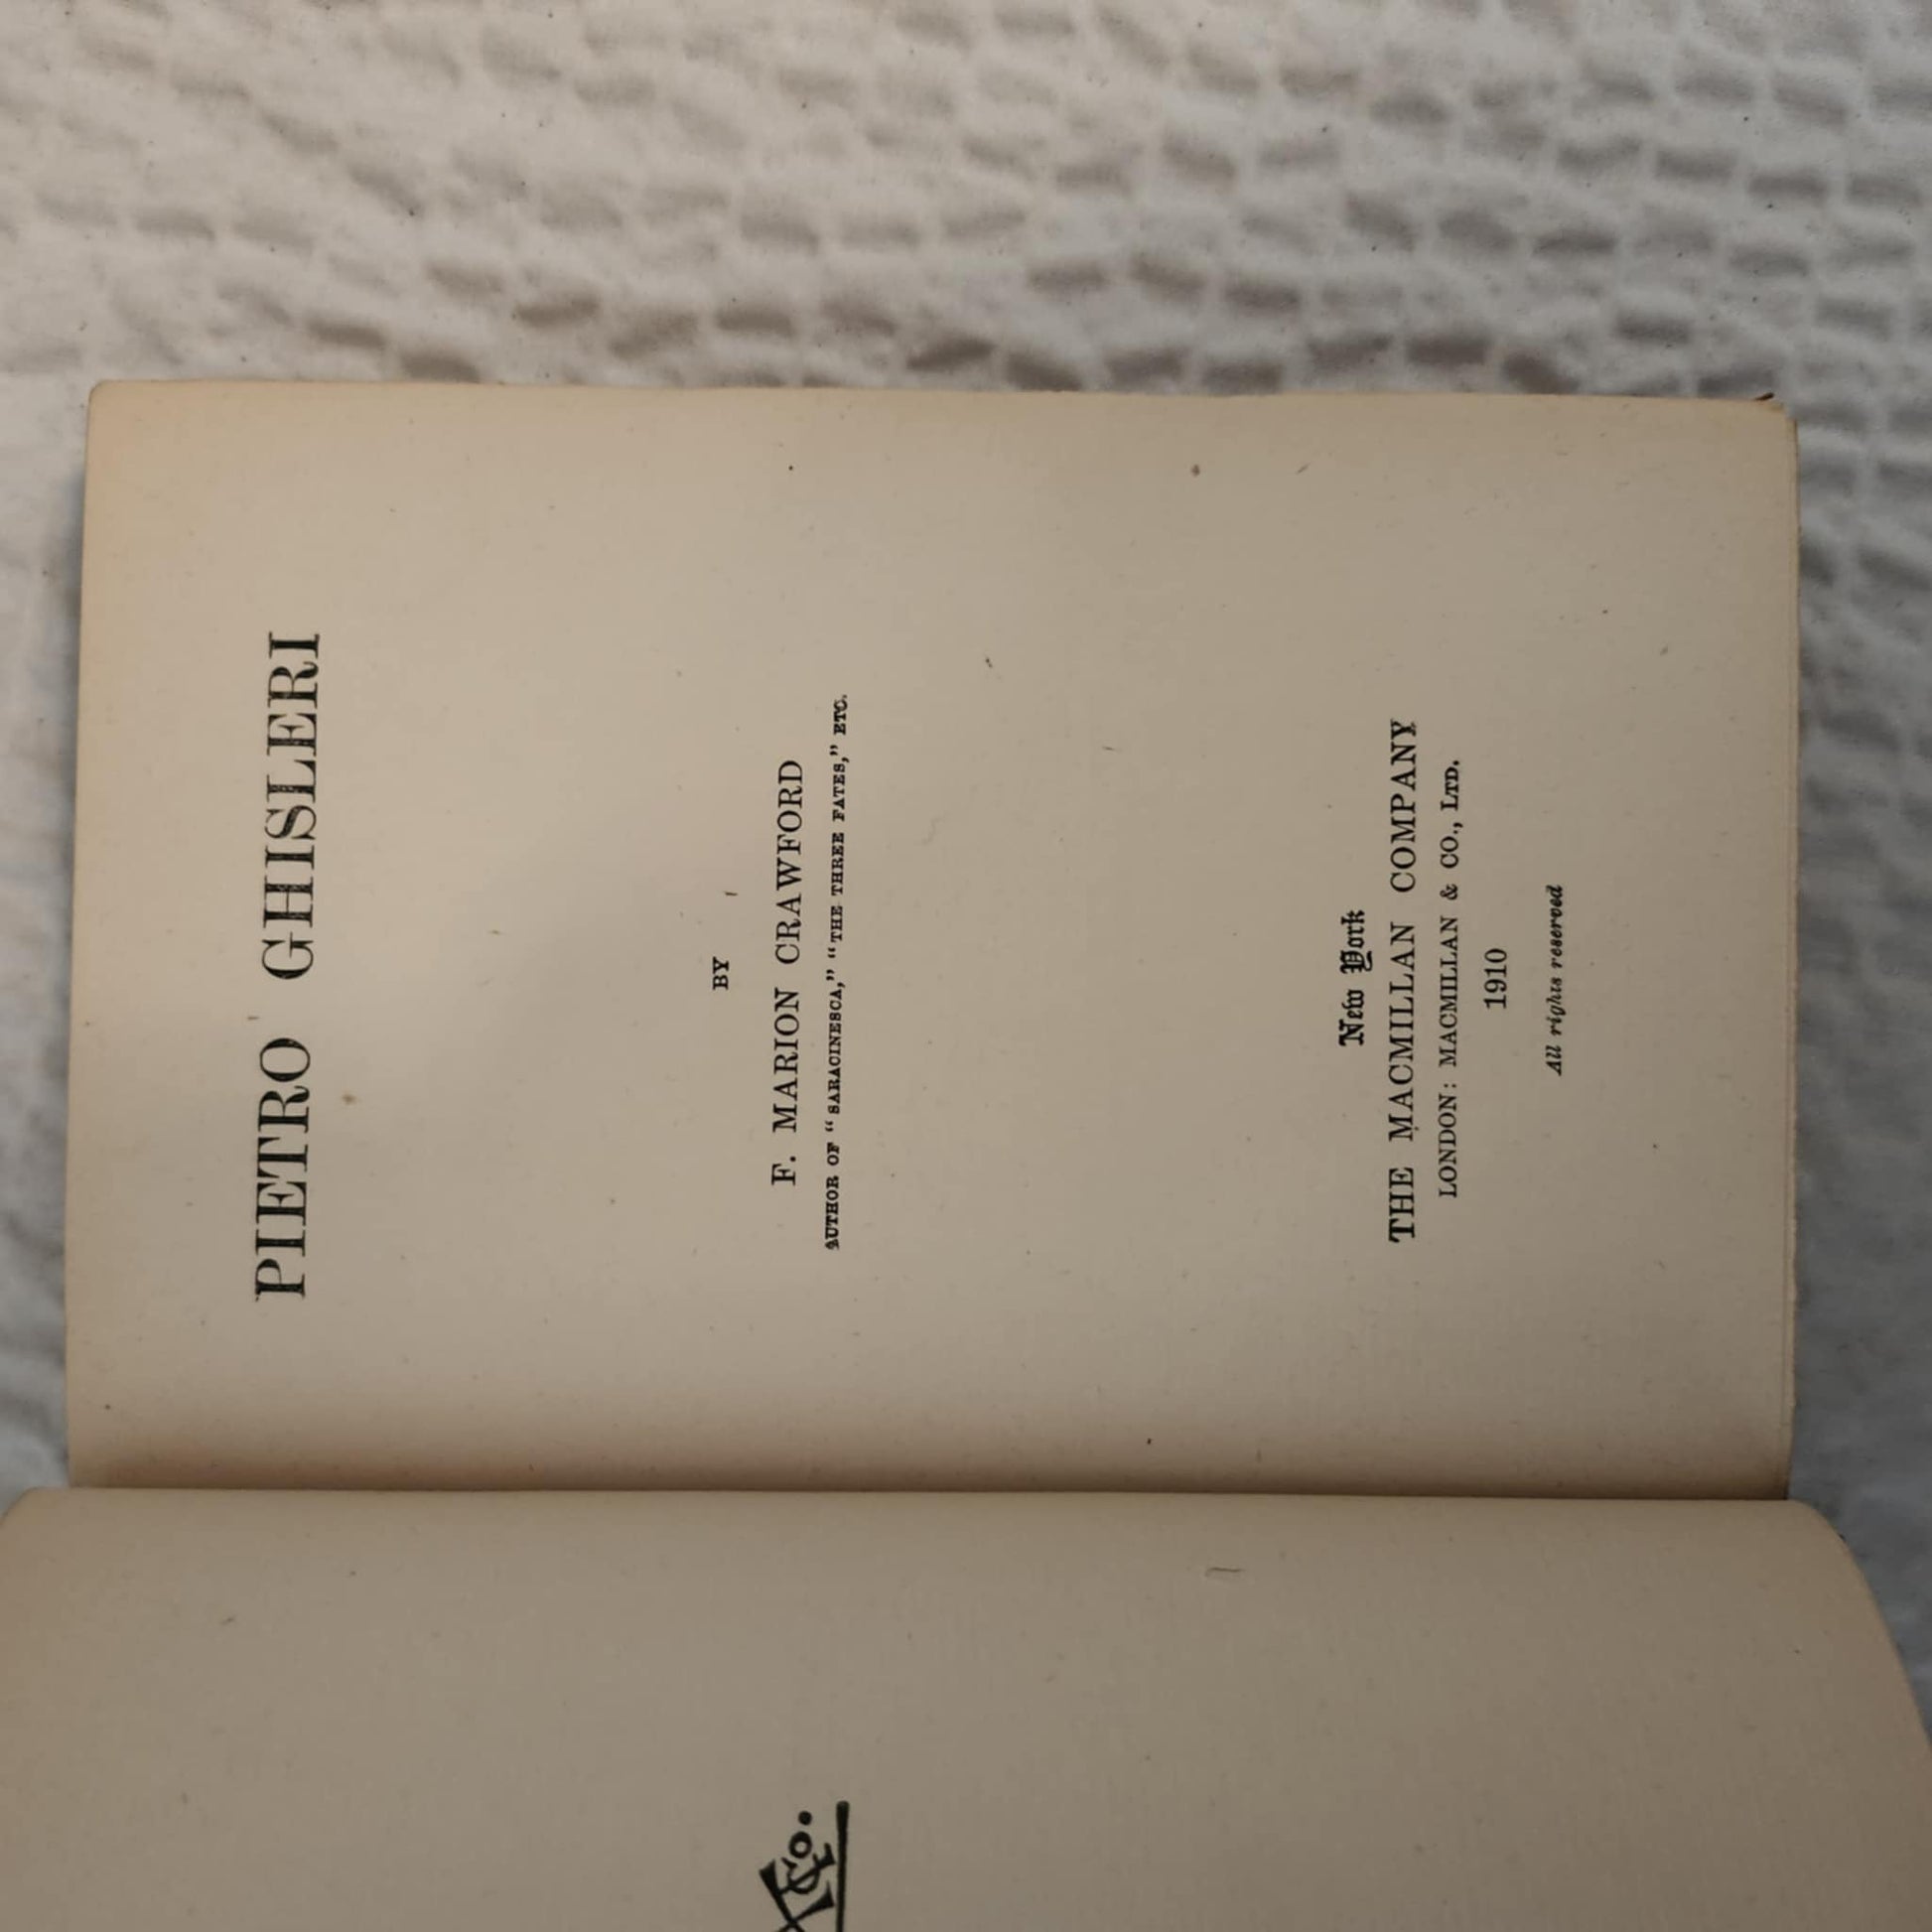 Co.
PIETRO GHISLERI
BY
F. MARION CRAWFORD
AUTHOR OF "SARACINESCA," "THE THREE FATES," ETC.
New York
THE MACMILLAN COMPANY
LONDON: MACMILLAN & CO., LTD.
1910
All rights reserved